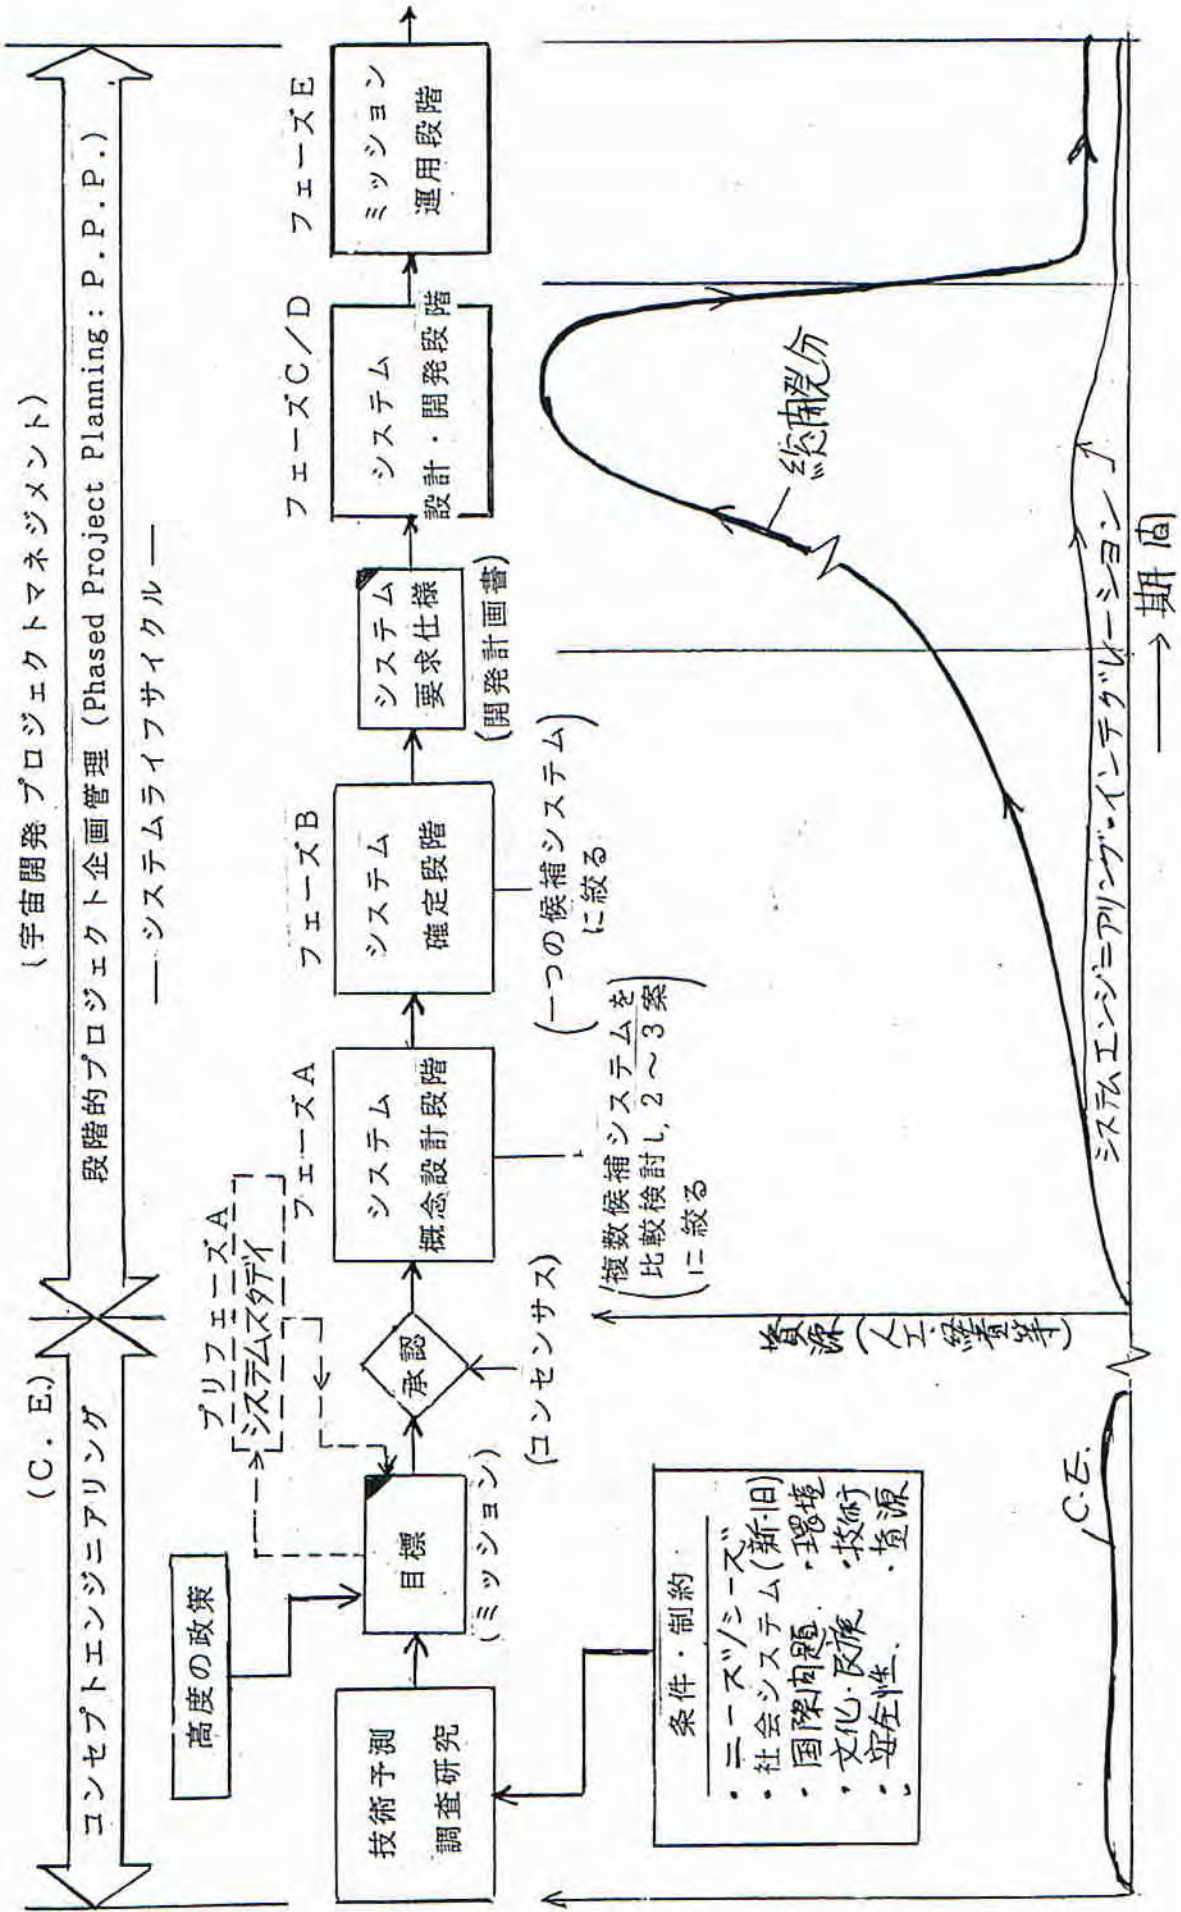 (宇宙開発プロジェクトマネジメント)
(C. E.)
コンセプトエンジニアリング
段階的プロジェクト企画管理 (Phased Project Planning: P.P.P.)
―システムライフサイクル―
高度の政策
プリフェーズA
システムスタデイ
技術予測
調査研究
目標
(ミッション)
承認
(コンセンサス)
フェーズA
システム
概念設計段階
(複数候補システムを
比較検討し, 2～3案
に絞る)
フェーズB
システム
確定段階
(一つの候補システム
に絞る)
システム
要求仕様
(開発計画書)
フェーズC/D
システム
設計・開発段階
フェーズE
ミッション
運用段階
条件・制約
・ニーズ/シーズ
・社会システム(新・旧)
・国際問題 ・環境
・文化・民族 ・技術
・安全性 ・資源
C.E.
資源(人工.経費等)
総開発分
システムエンジニアリング・インテグレーション
→ 期間